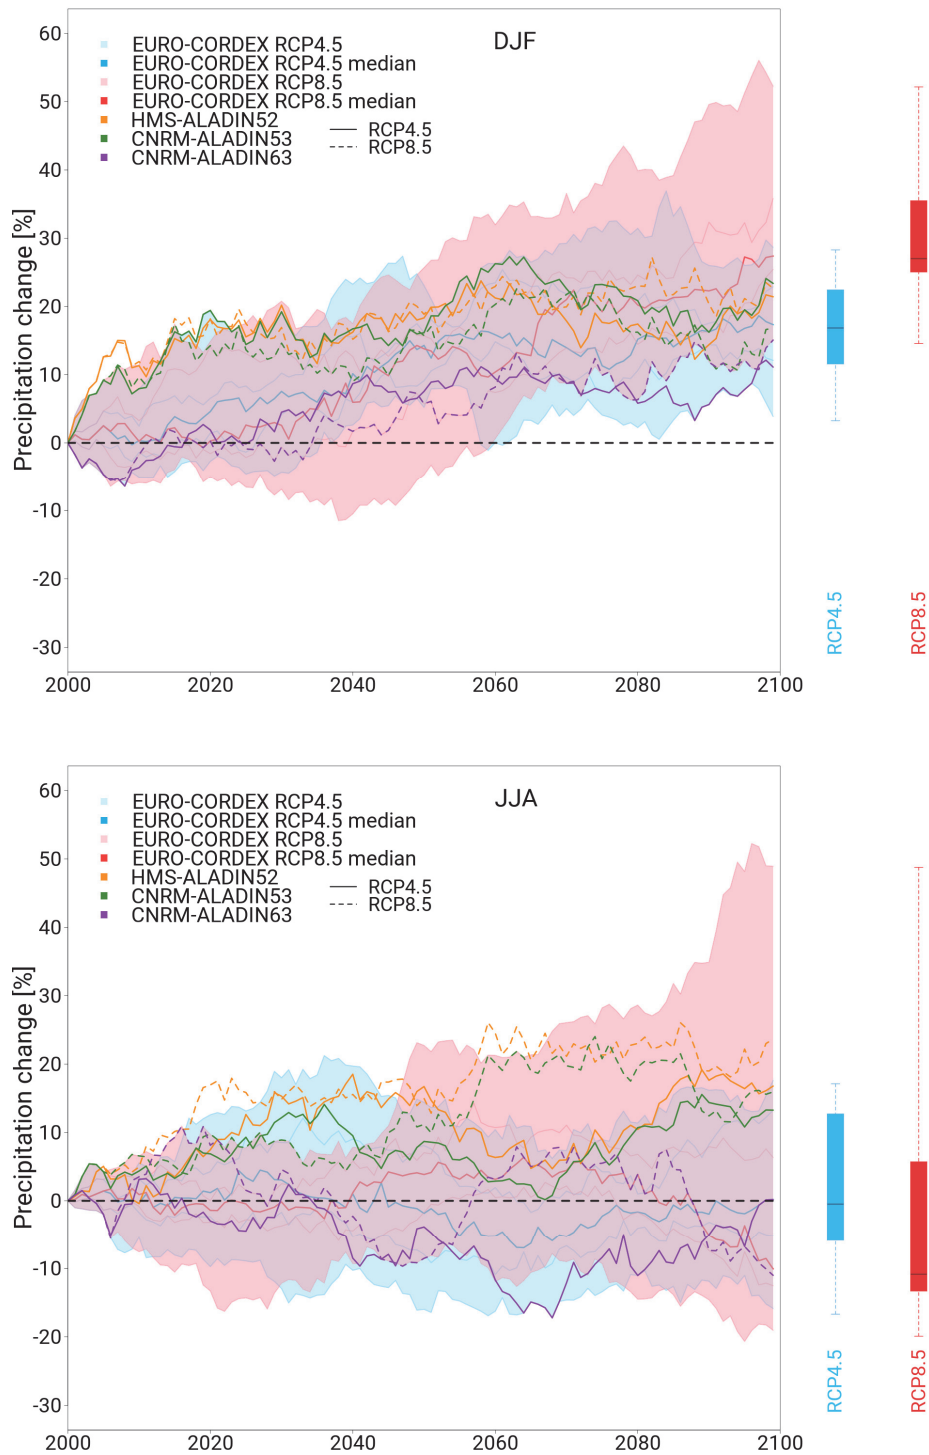 DJF
EURO-CORDEX RCP4.5
EURO-CORDEX RCP4.5 median
EURO-CORDEX RCP8.5
EURO-CORDEX RCP8.5 median
HMS-ALADIN52
CNRM-ALADIN53
CNRM-ALADIN63
RCP4.5
RCP8.5
Precipitation change [%]
60
50
40
30
20
10
0
-10
-20
-30
2000 2020 2040 2060 2080 2100
RCP4.5
RCP8.5
JJA
EURO-CORDEX RCP4.5
EURO-CORDEX RCP4.5 median
EURO-CORDEX RCP8.5
EURO-CORDEX RCP8.5 median
HMS-ALADIN52
CNRM-ALADIN53
CNRM-ALADIN63
RCP4.5
RCP8.5
Precipitation change [%]
60
50
40
30
20
10
0
-10
-20
-30
2000 2020 2040 2060 2080 2100
RCP4.5
RCP8.5